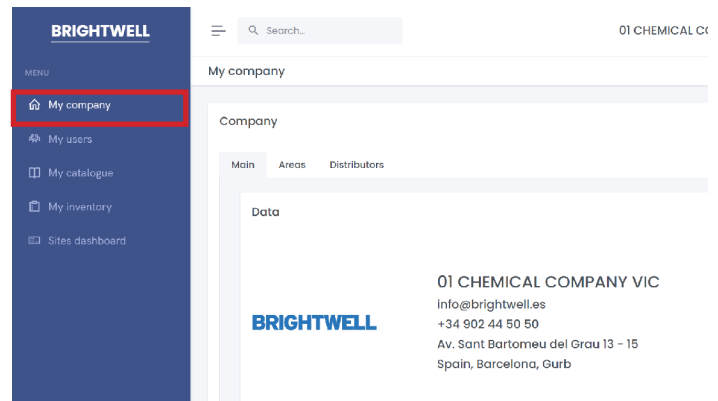 BRIGHTWELL
Search...
01 CHEMICAL CO
MENU
My company
My company
My users
My catalogue
My inventory
Sites dashboard
Company
Main Areas Distributors
Data
BRIGHTWELL
01 CHEMICAL COMPANY VIC
info@brightwell.es
+34 902 44 50 50
Av. Sant Bartomeu del Grau 13 - 15
Spain, Barcelona, Gurb